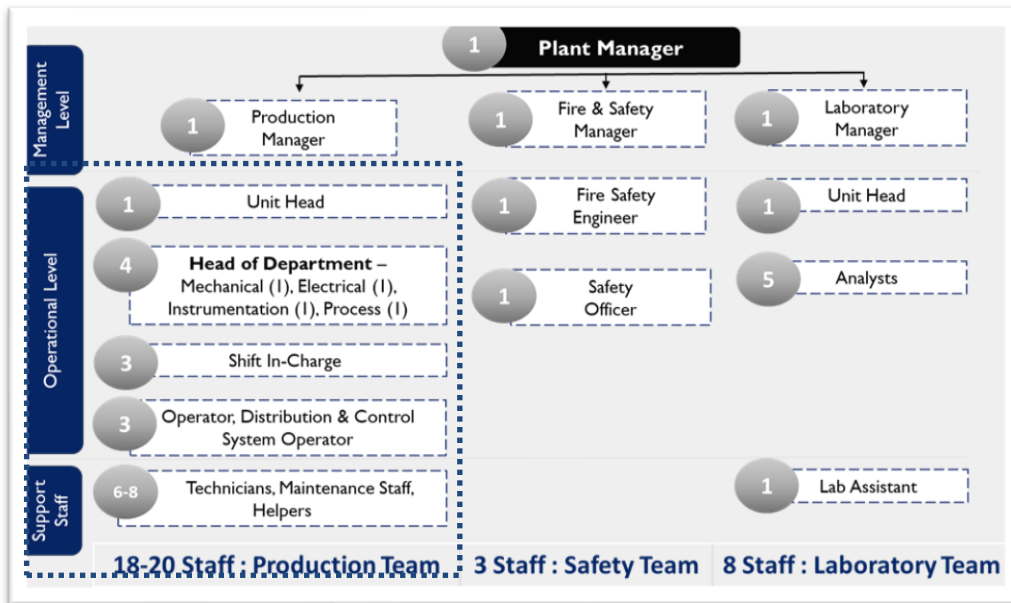 1
Plant Manager
Management
Level
1
Production
Manager
1
Fire & Safety
Manager
1
Laboratory
Manager
Operational Level
1
Unit Head
1
Fire Safety
Engineer
1
Unit Head
4
Head of Department –
Mechanical (1), Electrical (1),
Instrumentation (1), Process (1)
1
Safety
Officer
5
Analysts
3
Shift In-Charge
3
Operator, Distribution & Control
System Operator
Support
Staff
6-8
Technicians, Maintenance Staff,
Helpers
1
Lab Assistant
18-20 Staff : Production Team
3 Staff : Safety Team
8 Staff : Laboratory Team